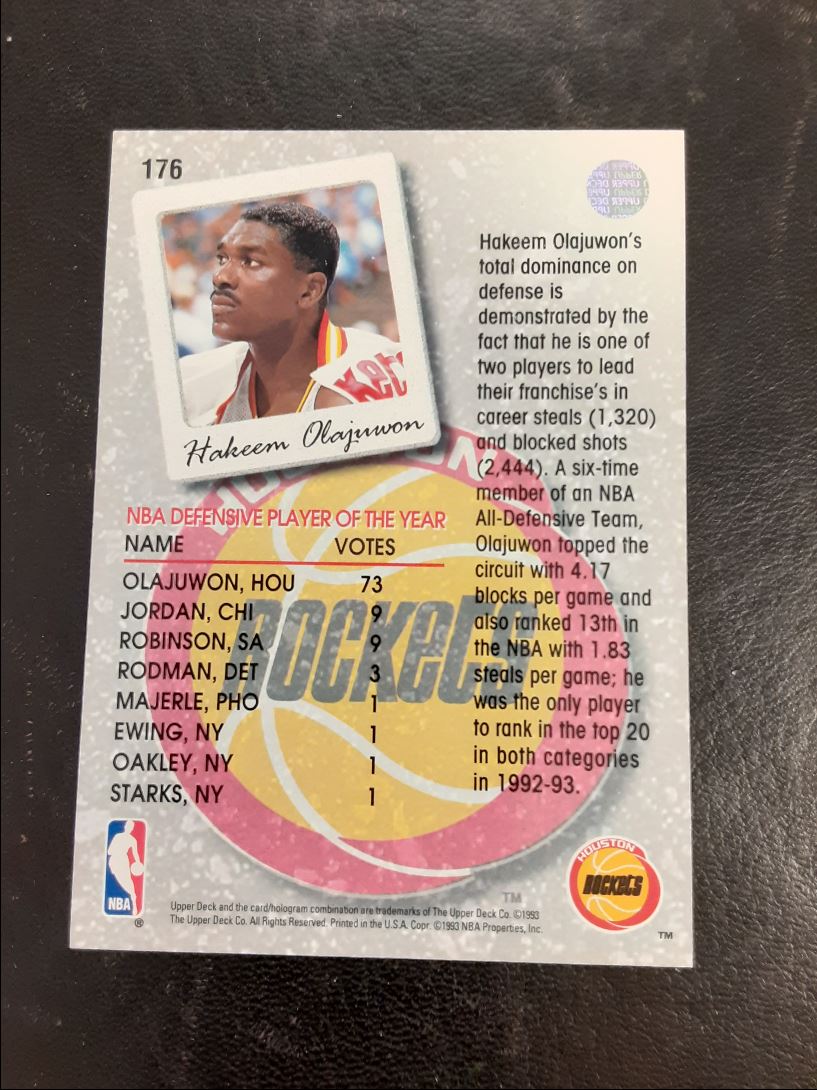 176
Hakeem Olajuwon
Hakeem Olajuwon's
total dominance on
defense is
demonstrated by the
fact that he is one of
two players to lead
their franchise's in
career steals (1,320)
and blocked shots
(2,444). A six-time
member of an NBA
All-Defensive Team,
Olajuwon topped the
circuit with 4.17
blocks per game and
also ranked 13th in
the NBA with 1.83
steals per game; he
was the only player
to rank in the top 20
in both categories
in 1992-93.
NBA DEFENSIVE PLAYER OF THE YEAR
NAME VOTES
OLAJUWON, HOU 73
JORDAN, CHI 9
ROBINSON, SA 9
RODMAN, DET 3
MAJERLE, PHO 1
EWING, NY 1
OAKLEY, NY 1
STARKS, NY 1
HOUSTON
ROCKETS
TM
NBA
®
Upper Deck and the card/hologram combination are trademarks of The Upper Deck Co. ©1993
The Upper Deck Co. All Rights Reserved. Printed in the U.S.A. Copr. ©1993 NBA Properties, Inc.
HOUSTON
ROCKETS
TM